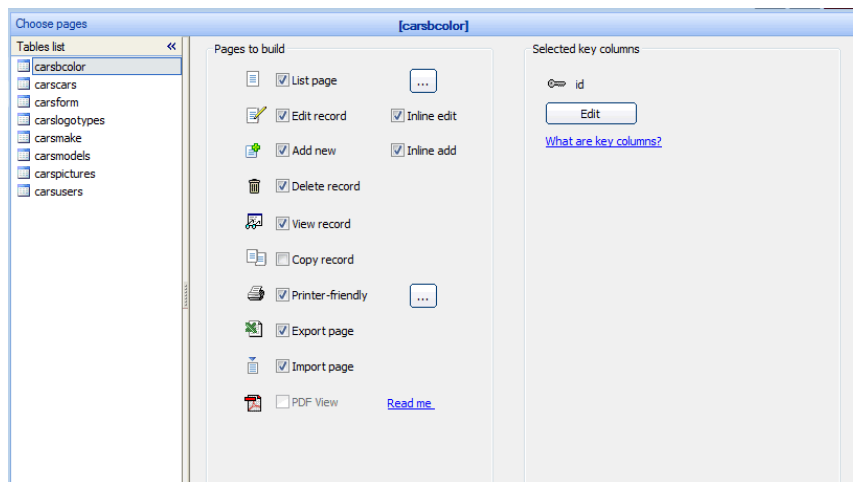 Choose pages
[carsbcolor]
Tables list «
carsbcolor
carscars
carsform
carslogotypes
carsmake
carsmodels
carspictures
carsusers
Pages to build
List page ...
Edit record Inline edit
Add new Inline add
Delete record
View record
Copy record
Printer-friendly ...
Export page
Import page
PDF View Read me
Selected key columns
id
Edit
What are key columns?